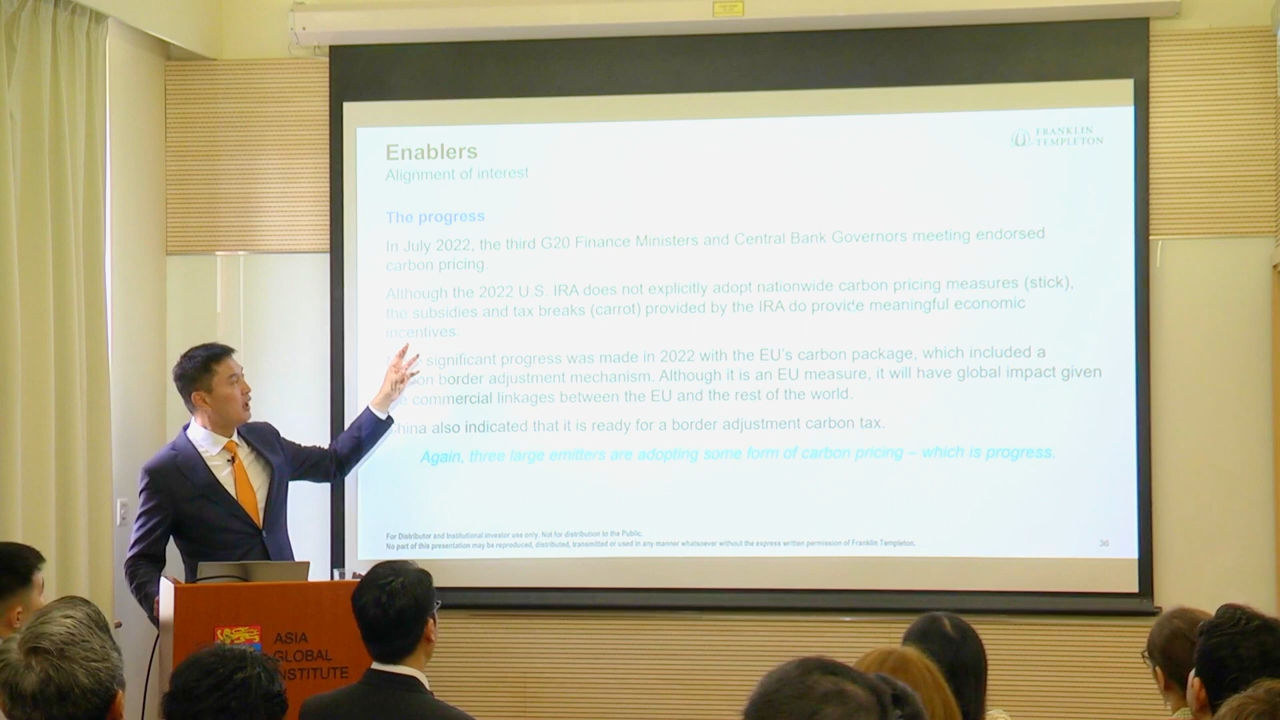 FRANKLIN
TEMPLETON
Enablers
Alignment of interest
The progress
In July 2022, the third G20 Finance Ministers and Central Bank Governors meeting endorsed
carbon pricing.
Although the 2022 U.S. IRA does not explicitly adopt nationwide carbon pricing measures (stick),
the subsidies and tax breaks (carrot) provided by the IRA do provide meaningful economic
incentives.
significant progress was made in 2022 with the EU's carbon package, which included a
border adjustment mechanism. Although it is an EU measure, it will have global impact given
commercial linkages between the EU and the rest of the world.
China also indicated that it is ready for a border adjustment carbon tax.
Again, three large emitters are adopting some form of carbon pricing – which is progress.
For Distributor and Institutional investor use only. Not for distribution to the Public.
No part of this presentation may be reproduced, distributed, transmitted or used in any manner whatsoever without the express written permission of Franklin Templeton.
36
ASIA
GLOBAL
INSTITUTE